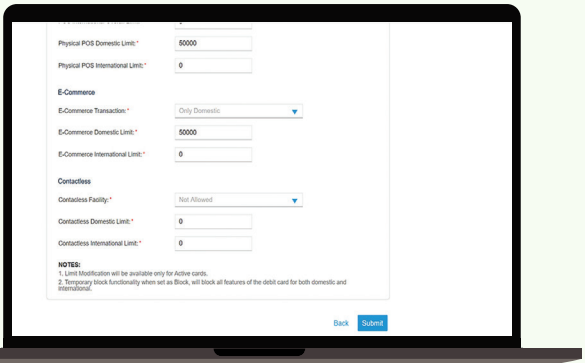 Physical POS Domestic Limit:* 50000
Physical POS International Limit:* 0
E-Commerce
E-Commerce Transaction:* Only Domestic
E-Commerce Domestic Limit:* 50000
E-Commerce International Limit:* 0
Contactless
Contacless Facility:* Not Allowed
Contactless Domestic Limit:* 0
Contactless International Limit:* 0
NOTES:
1. Limit Modification will be available only for Active cards.
2. Temporary block functionality when set as Block, will block all features of the debit card for both domestic and
international.
Back Submit